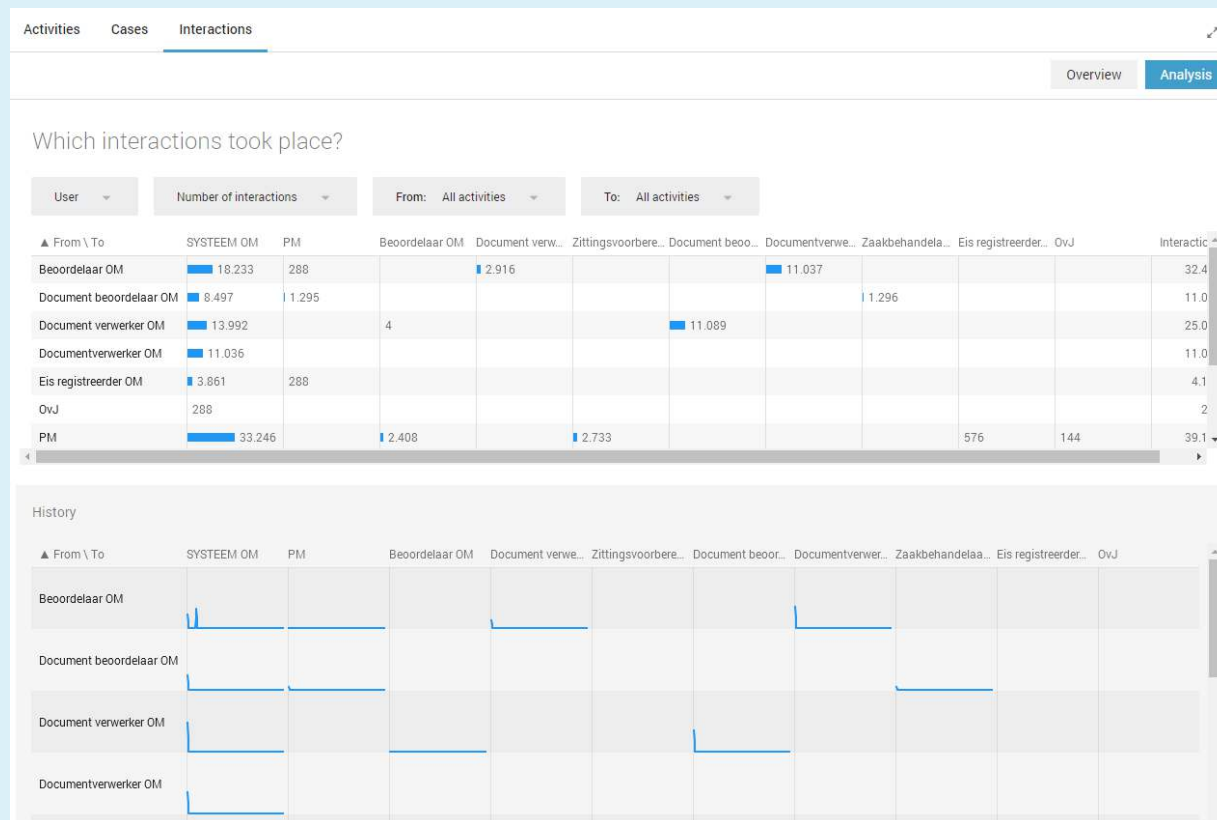 Activities Cases Interactions
Overview Analysis
Which interactions took place?
User Number of interactions From: All activities To: All activities
▲ From \ To SYSTEEM OM PM Beoordelaar OM Document verw... Zittingsvoorbere... Document beoo... Documentverwe... Zaakbehandela... Eis registreerder... OvJ Interactic
Beoordelaar OM 18.233 288 2.916 11.037 32.4
Document beoordelaar OM 8.497 1.295 1.296 11.0
Document verwerker OM 13.992 4 11.089 25.0
Documentverwerker OM 11.036 11.0
Eis registreerder OM 3.861 288 4.1
OvJ 288 2
PM 33.246 2.408 2.733 576 144 39.1
History
▲ From \ To SYSTEEM OM PM Beoordelaar OM Document verwe... Zittingsvoorbere... Document beoor... Documentverwer... Zaakbehandelaa... Eis registreerder... OvJ
Beoordelaar OM
Document beoordelaar OM
Document verwerker OM
Documentverwerker OM